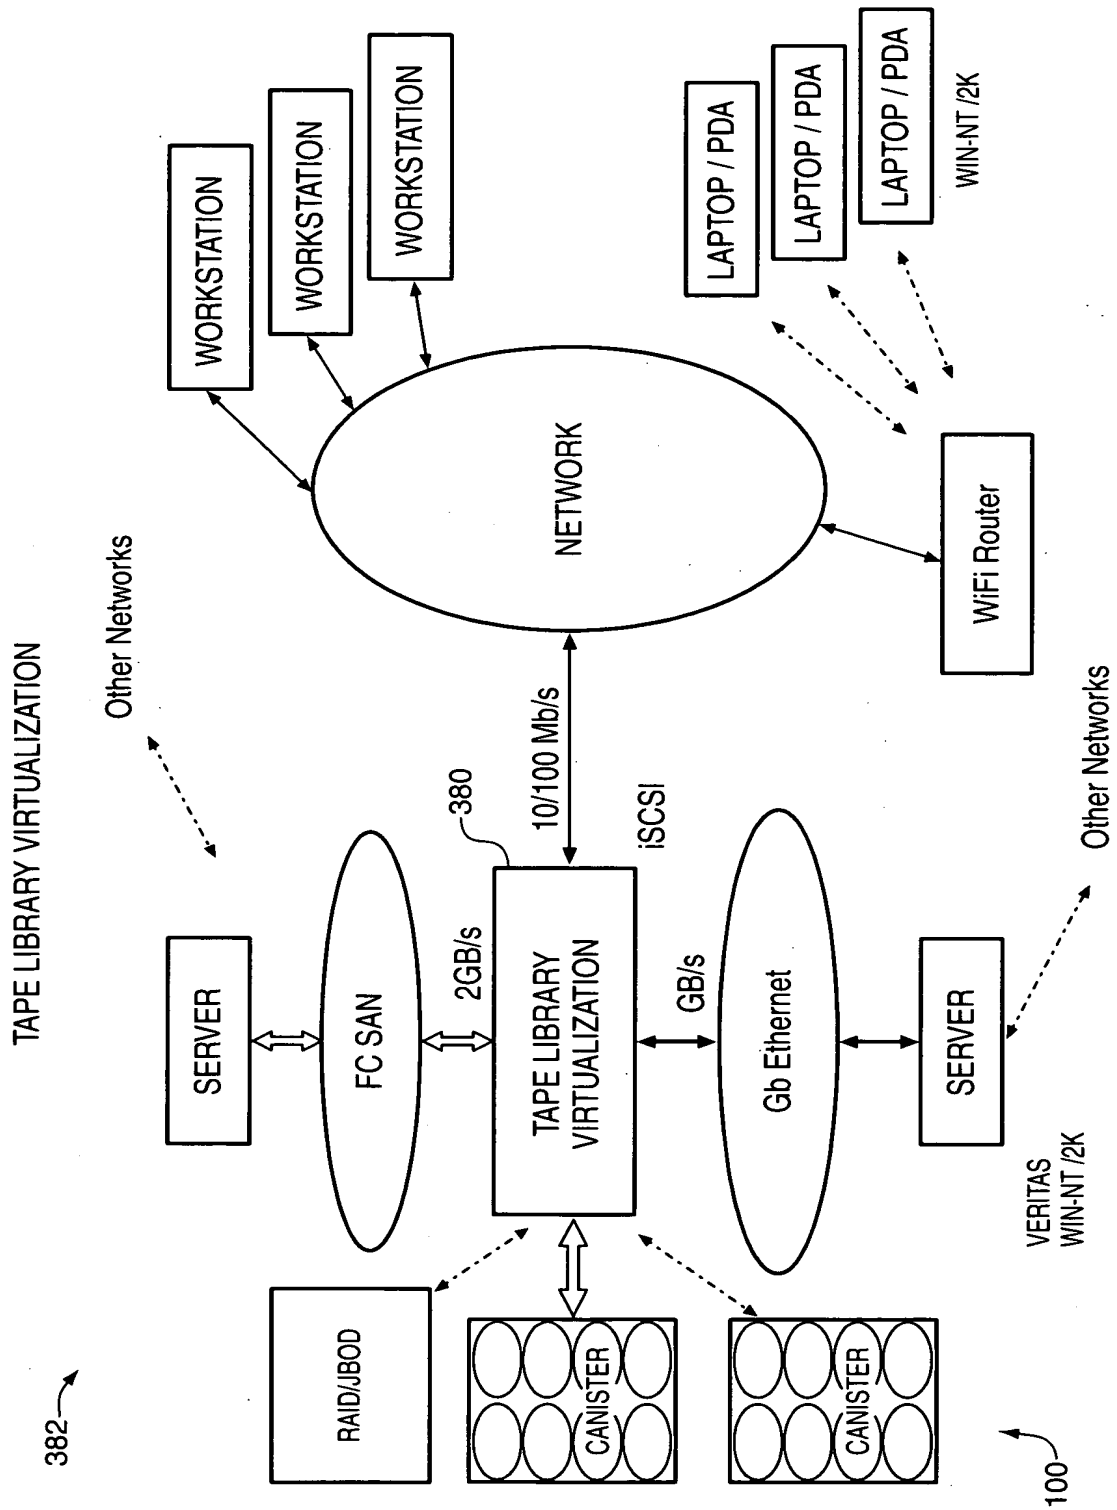 TAPE LIBRARY VIRTUALIZATION
382
Other Networks
SERVER
FC SAN
2GB/s
380
RAID/JBOD
CANISTER
CANISTER
100
TAPE LIBRARY
VIRTUALIZATION
10/100 Mb/s
iSCSI
GB/s
Gb Ethernet
SERVER
VERITAS
WIN-NT /2K
Other Networks
NETWORK
WORKSTATION
WORKSTATION
WORKSTATION
WiFi Router
LAPTOP / PDA
LAPTOP / PDA
LAPTOP / PDA
WIN-NT /2K